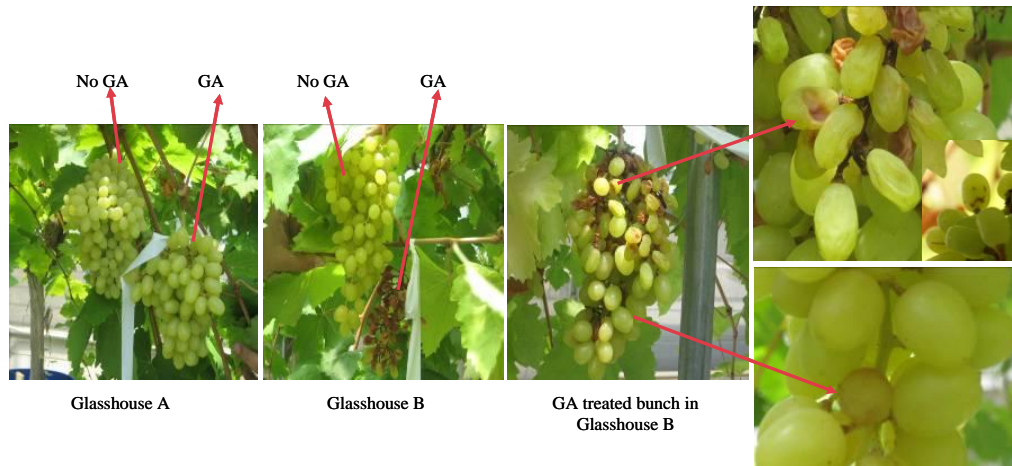 No GA
GA
No GA
GA
Glasshouse A
Glasshouse B
GA treated bunch in
Glasshouse B